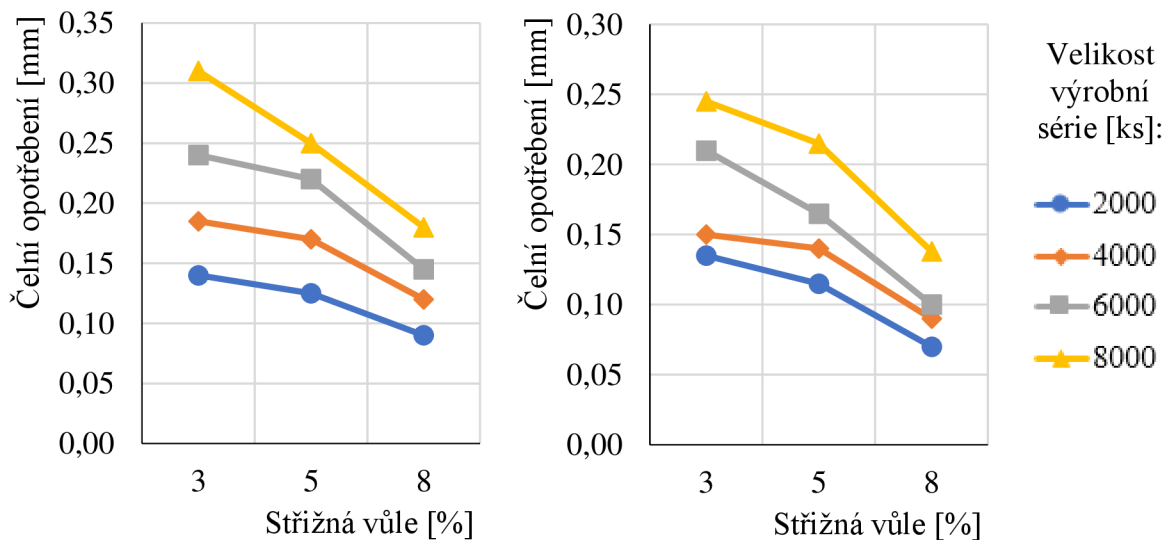 Čelní opotřebení [mm]
0,35
0,30
0,25
0,20
0,15
0,10
0,05
0,00
3 5 8
Střižná vůle [%]
Čelní opotřebení [mm]
0,30
0,25
0,20
0,15
0,10
0,05
0,00
3 5 8
Střižná vůle [%]
Velikost
výrobní
série [ks]:
2000
4000
6000
8000